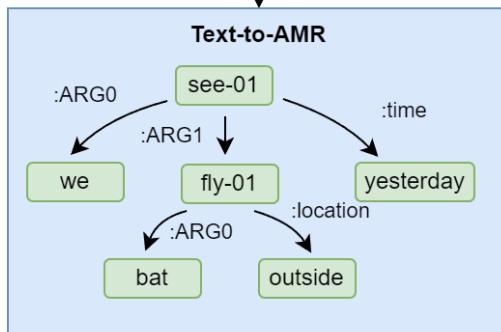 Text-to-AMR
see-01
:ARG0
:ARG1
:time
we
fly-01
yesterday
:ARG0
:location
bat
outside